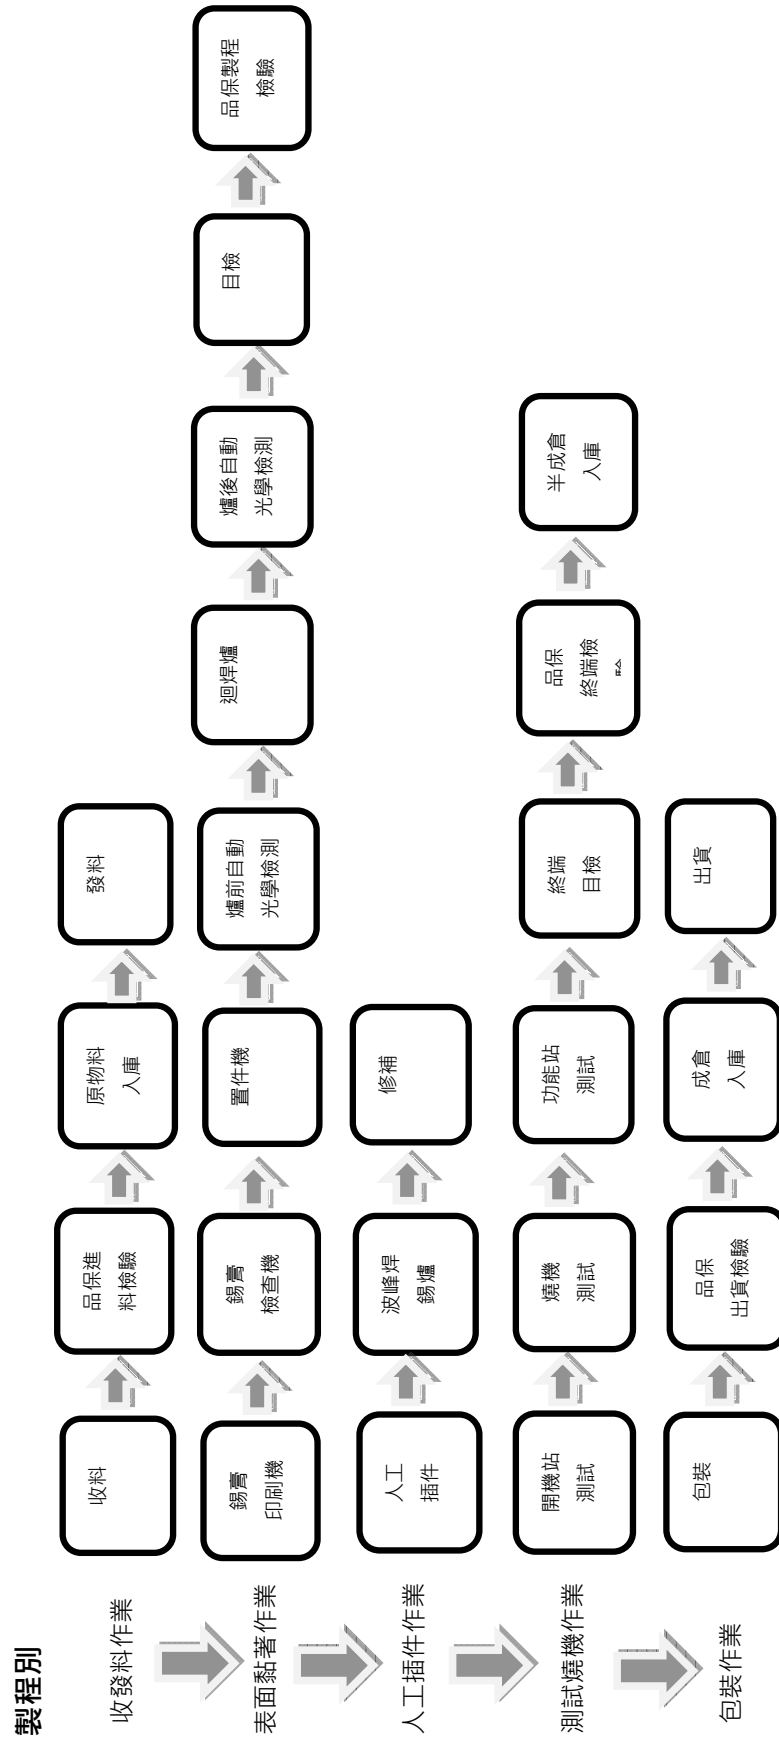 製程別
收發料作業
收料
品保進
料檢驗
原物料
入庫
發料
表面黏著作業
錫膏
印刷機
錫膏
檢查機
置件機
爐前自動
光學檢測
迴焊爐
爐後自動
光學檢測
目檢
品保製程
檢驗
人工插件作業
人工
插件
波峰焊
錫爐
修補
測試燒機作業
開機站
測試
燒機
測試
功能站
測試
終端
目檢
品保
終端檢
半成倉
入庫
包裝作業
包裝
品保
出貨檢驗
成倉
入庫
出貨